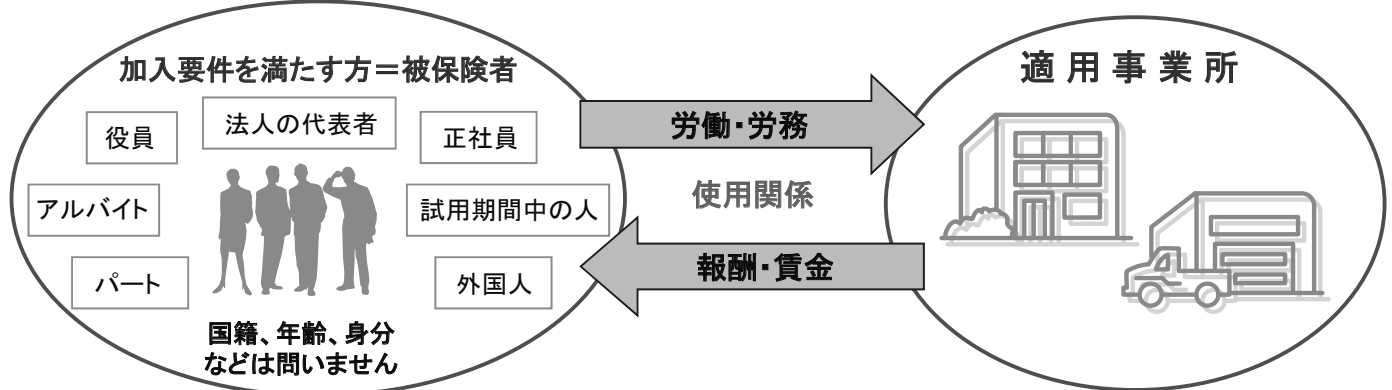 加入要件を満たす方＝被保険者
役員
法人の代表者
正社員
アルバイト
試用期間中の人
パート
外国人
国籍、年齢、身分
などは問いません
労働・労務
使用関係
報酬・賃金
適用事業所